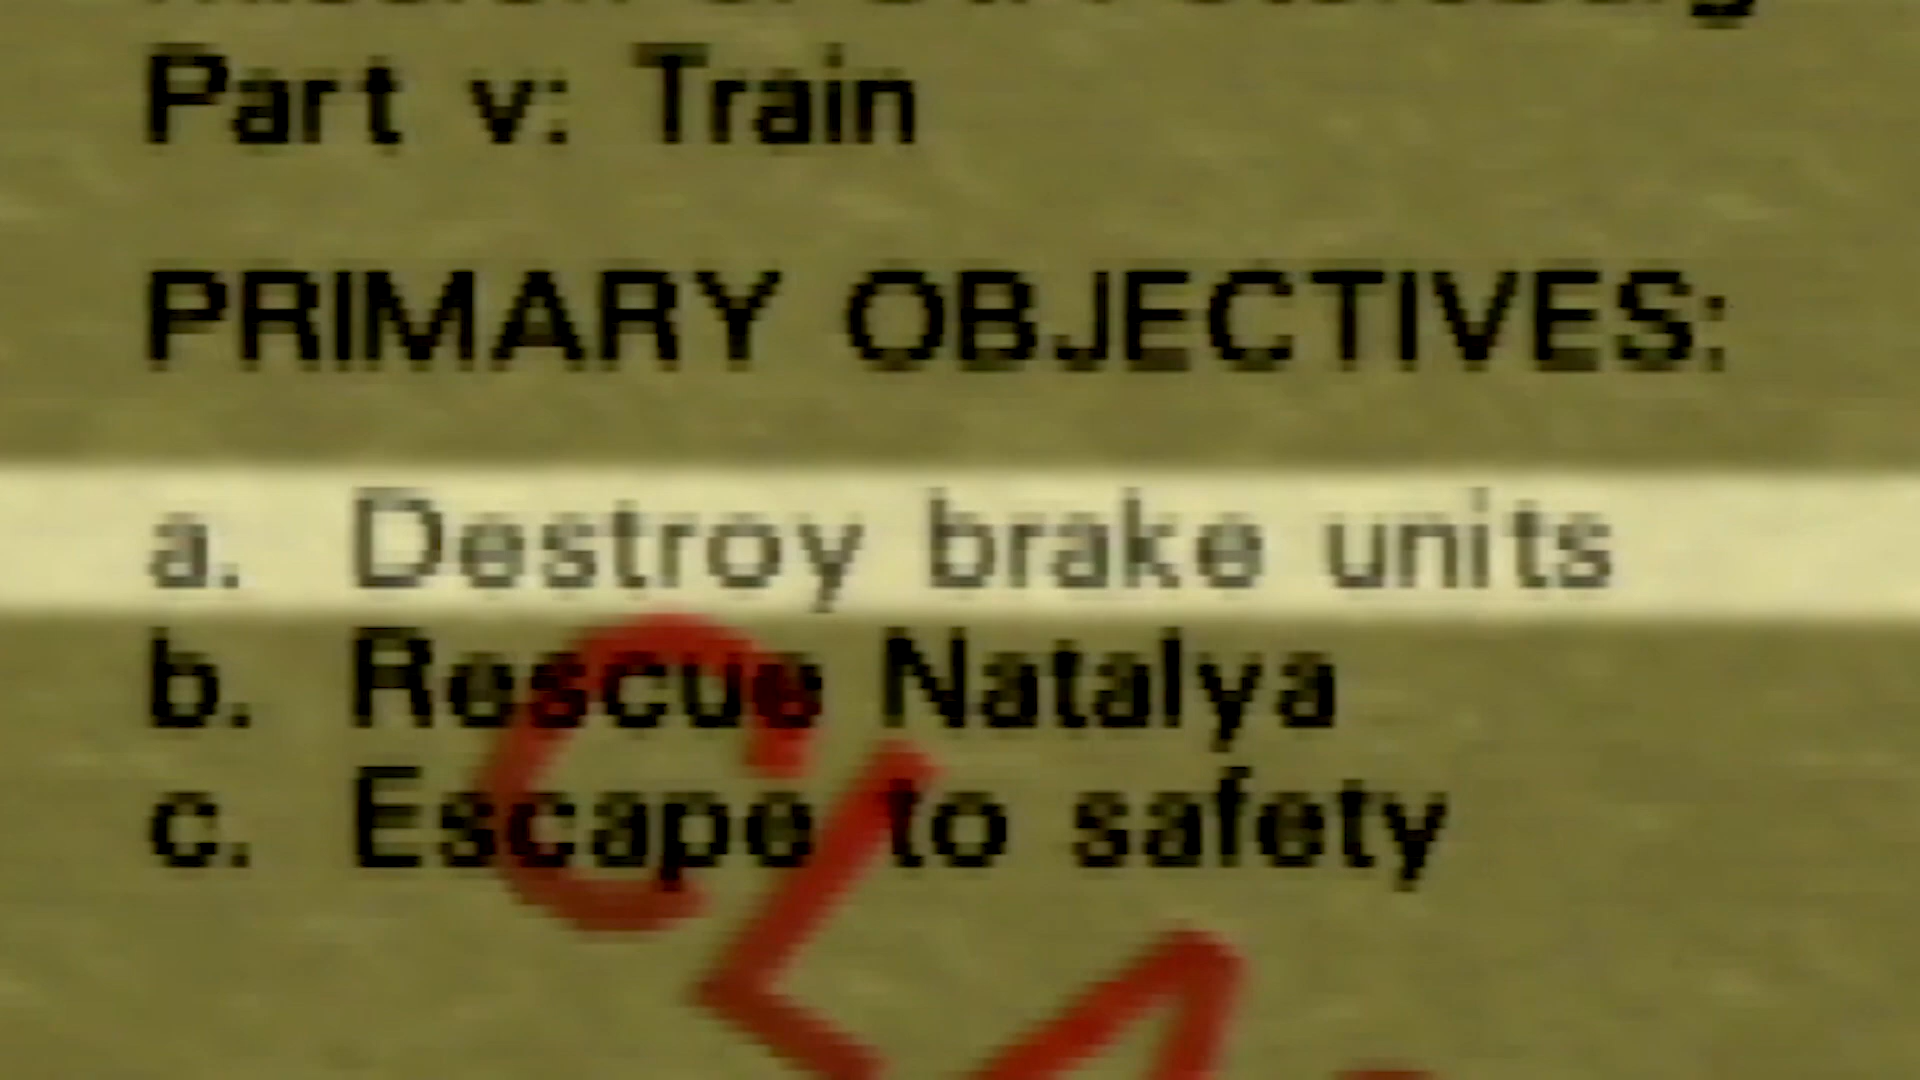 Part v: Train
PRIMARY OBJECTIVES:
a. Destroy brake units
b. Rescue Natalya
c. Escape to safety